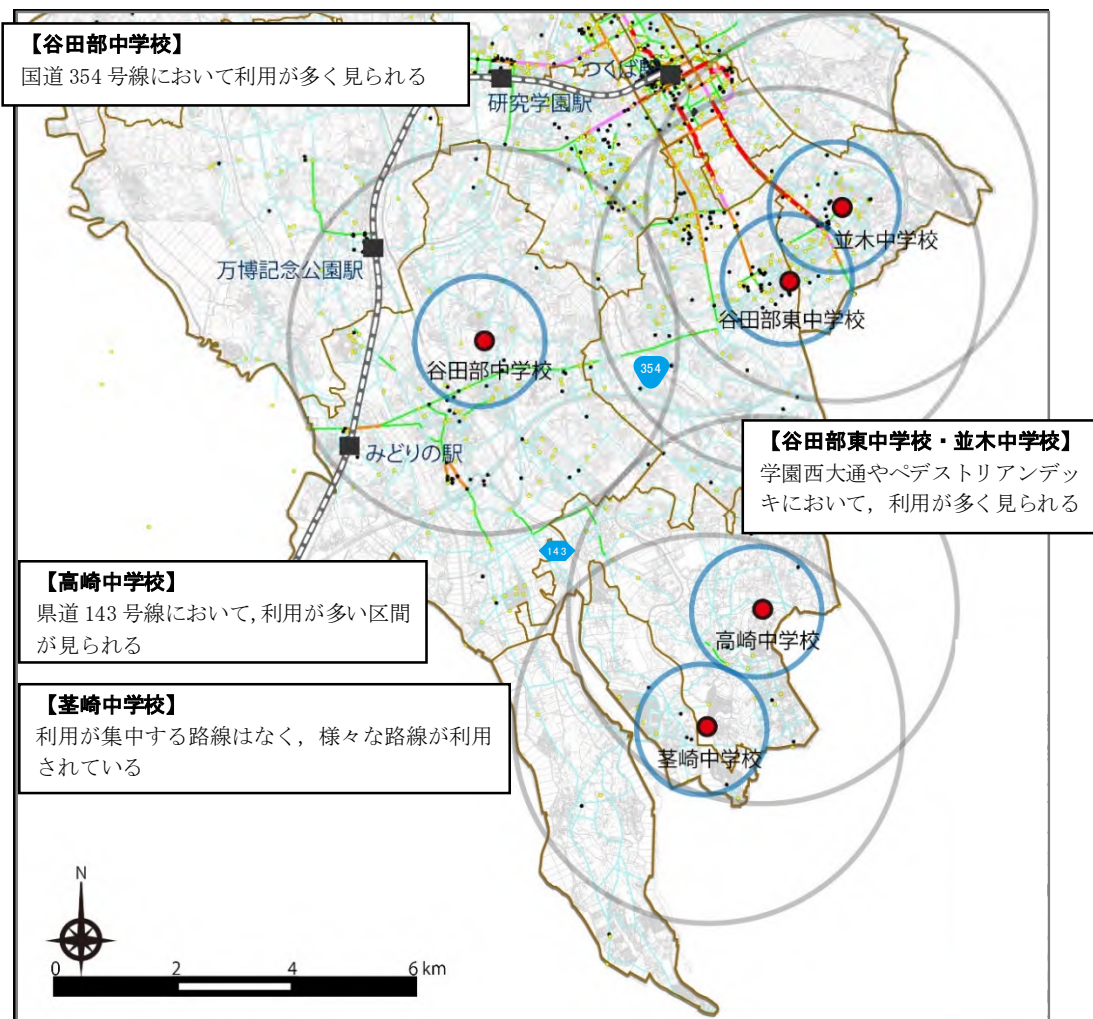 【谷田部中学校】
国道 354 号線において利用が多く見られる
つくば駅
研究学園駅
万博記念公園駅
並木中学校
谷田部東中学校
谷田部中学校
354
みどりの駅
【谷田部東中学校・並木中学校】
学園西大通やペデストリアンデッ
キにおいて，利用が多く見られる
143
【高崎中学校】
県道 143 号線において,利用が多い区間
が見られる
高崎中学校
【茎崎中学校】
利用が集中する路線はなく，様々な路線が利用
されている
茎崎中学校
N
0 2 4 6 km